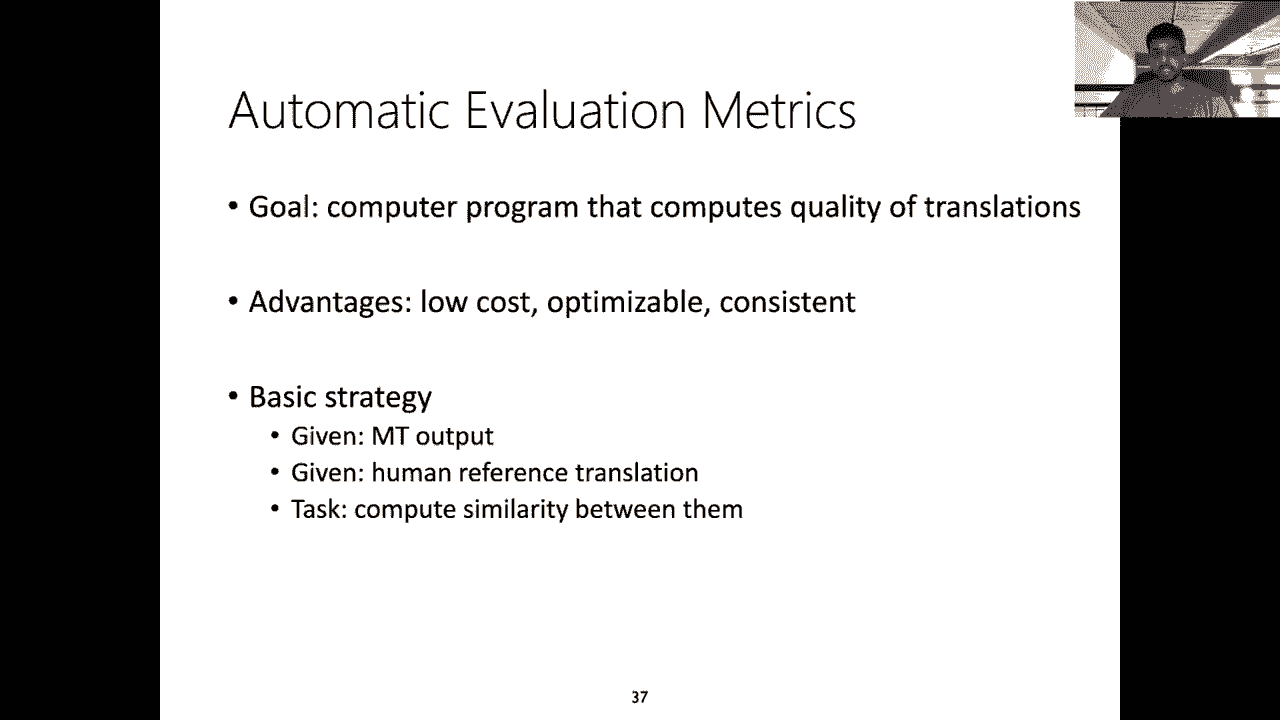 Automatic Evaluation Metrics
• Goal: computer program that computes quality of translations
• Advantages: low cost, optimizable, consistent
• Basic strategy
• Given: MT output
• Given: human reference translation
• Task: compute similarity between them
37